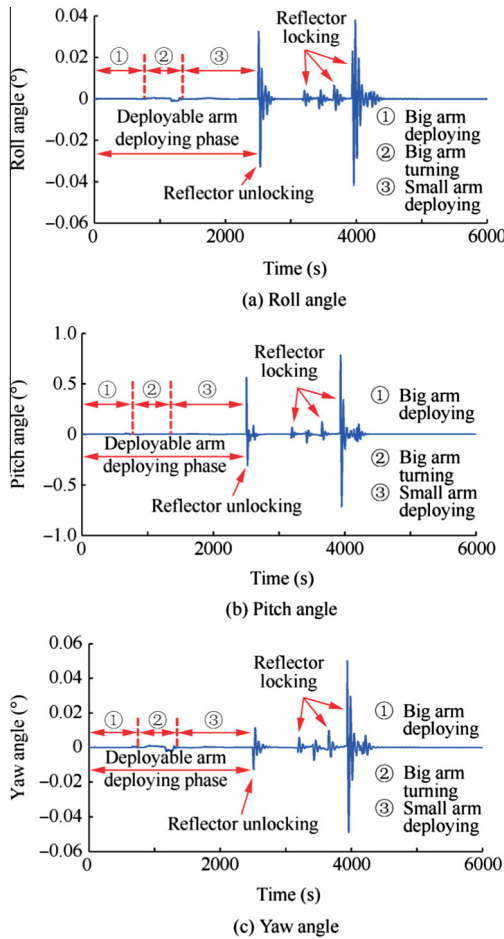 0.04
0.02
0
−0.02
−0.04
−0.06
Roll angle (°)
①
②
③
Deployable arm
deploying phase
Reflector unlocking
Reflector
locking
① Big arm
deploying
② Big arm
turning
③ Small arm
deploying
0
2000
4000
6000
Time (s)
(a) Roll angle
1.0
0.5
0
−0.5
−1.0
Pitch angle (°)
①
②
③
Deployable arm
deploying phase
Reflector unlocking
Reflector
locking
① Big arm
deploying
② Big arm
turning
③ Small arm
deploying
0
2000
4000
6000
Time (s)
(b) Pitch angle
0.06
0.04
0.02
0
−0.02
−0.04
−0.06
Yaw angle (°)
①
②
③
Deployable arm
deploying phase
Reflector unlocking
Reflector
locking
① Big arm
deploying
② Big arm
turning
③ Small arm
deploying
0
2000
4000
6000
Time (s)
(c) Yaw angle